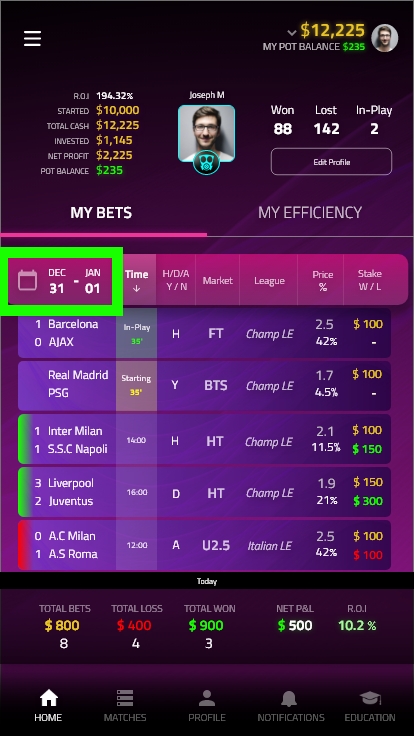 $12,225
MY POT BALANCE $235
R.O.I 194.32%
STARTED $10,000
TOTAL CASH $12,225
INVESTED $1,145
NET PROFIT $2,225
POT BALANCE $235
Joseph M
Won Lost In-Play
88 142 2
Edit Profile
MY BETS MY EFFICIENCY
DEC 31 - JAN 01
Time ↓
H/D/A Y / N
Market
League
Price %
Stake W / L
1 Barcelona In-Play H FT Champ LE 2.5 $ 100
0 AJAX 35' 42% -
Real Madrid Starting Y BTS Champ LE 1.7 $ 100
PSG 35' 4.5% -
1 Inter Milan 14:00 H HT Champ LE 2.1 $ 100
1 S.S.C Napoli 11.5% $ 150
3 Liverpool 16:00 D HT Champ LE 1.9 $ 150
2 Juventus 21% $ 300
0 A.C Milan 12:00 A U2.5 Italian LE 2.5 $ 100
1 A.S Roma 42% $ 100
Today
TOTAL BETS TOTAL LOSS TOTAL WON NET P&L R.O.I
$ 800 $ 400 $ 900 $ 500 10.2 %
8 4 3
HOME MATCHES PROFILE NOTIFICATIONS EDUCATION